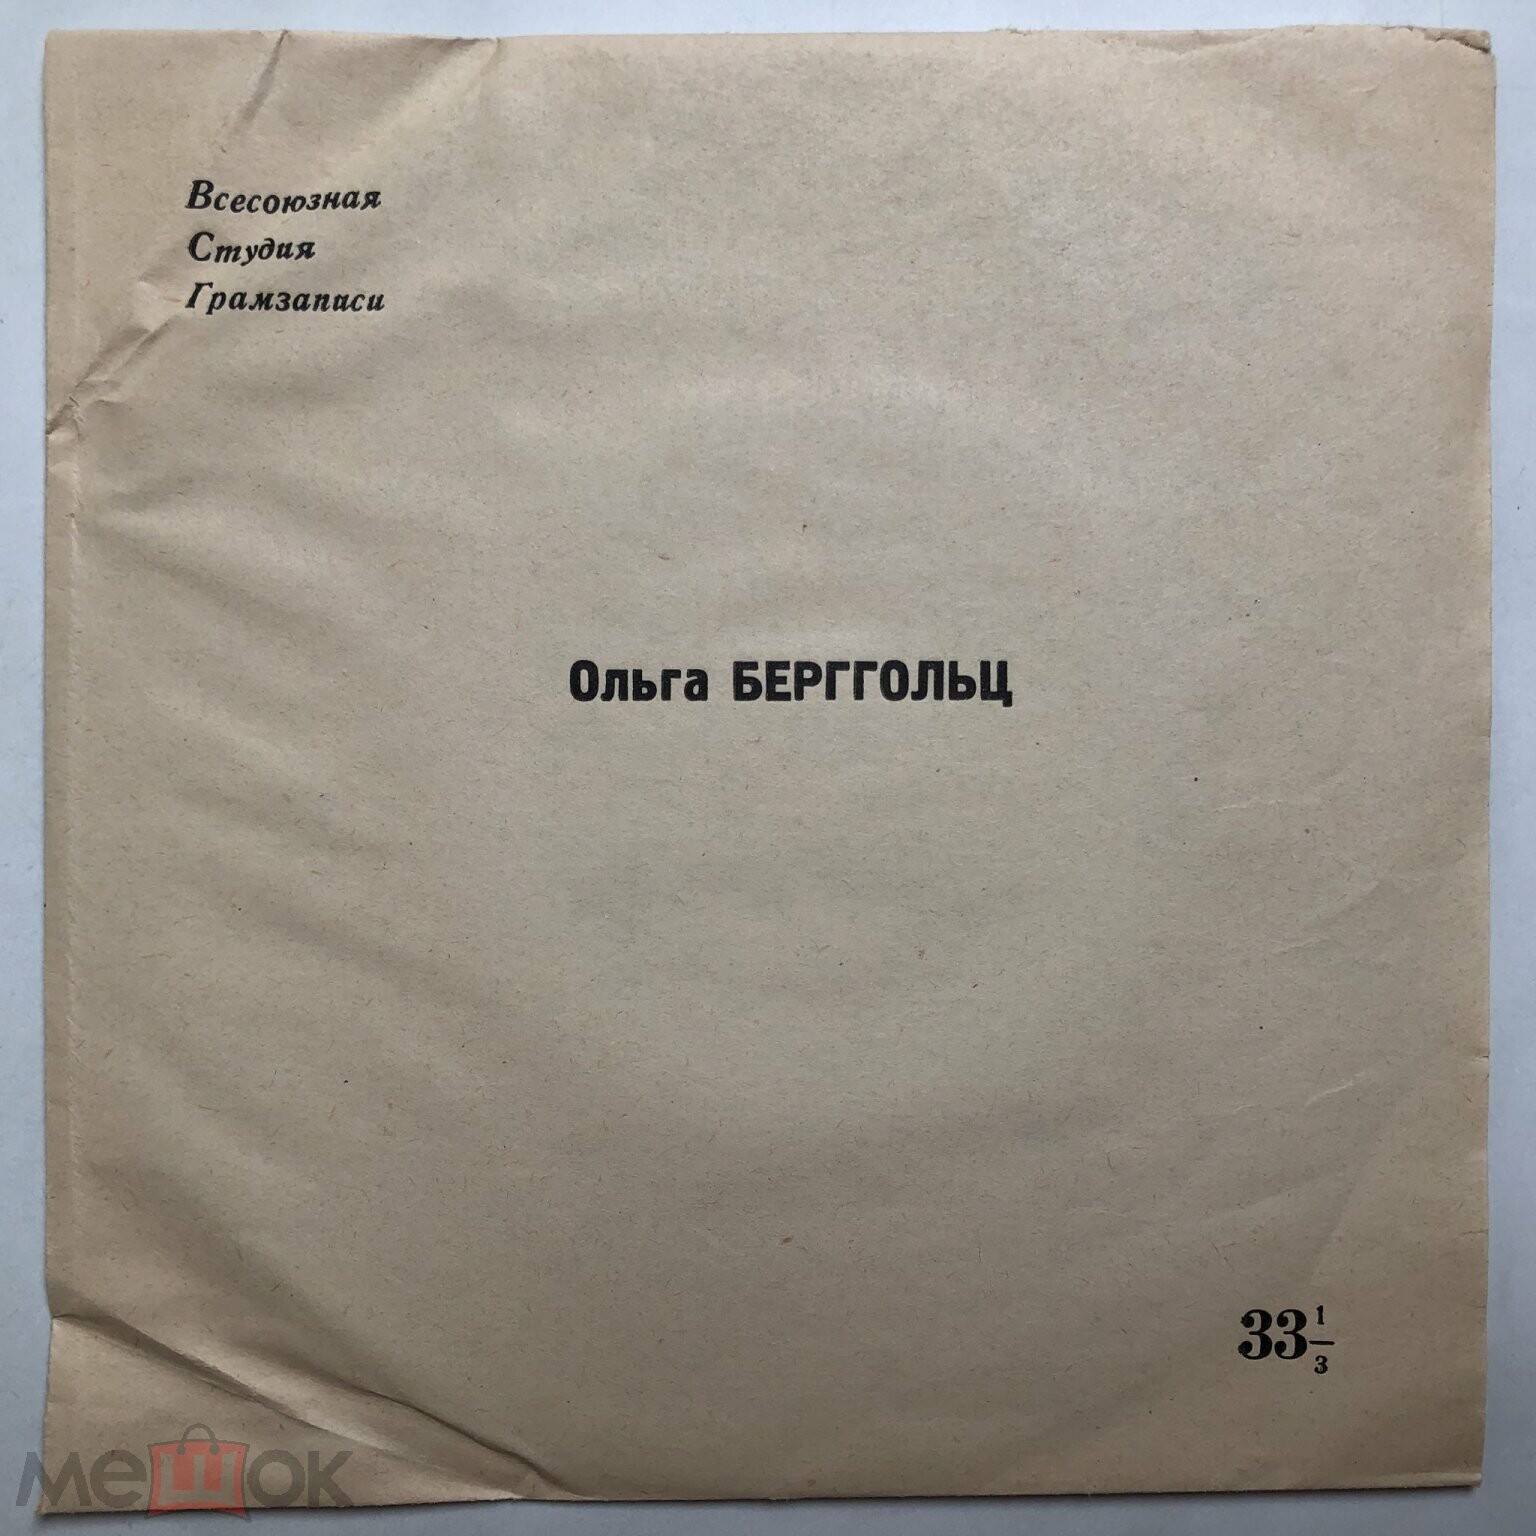 Всесоюзная
Студия
Грамзаписи
Ольга БЕРГГОЛЬЦ
33 1/3
мешок